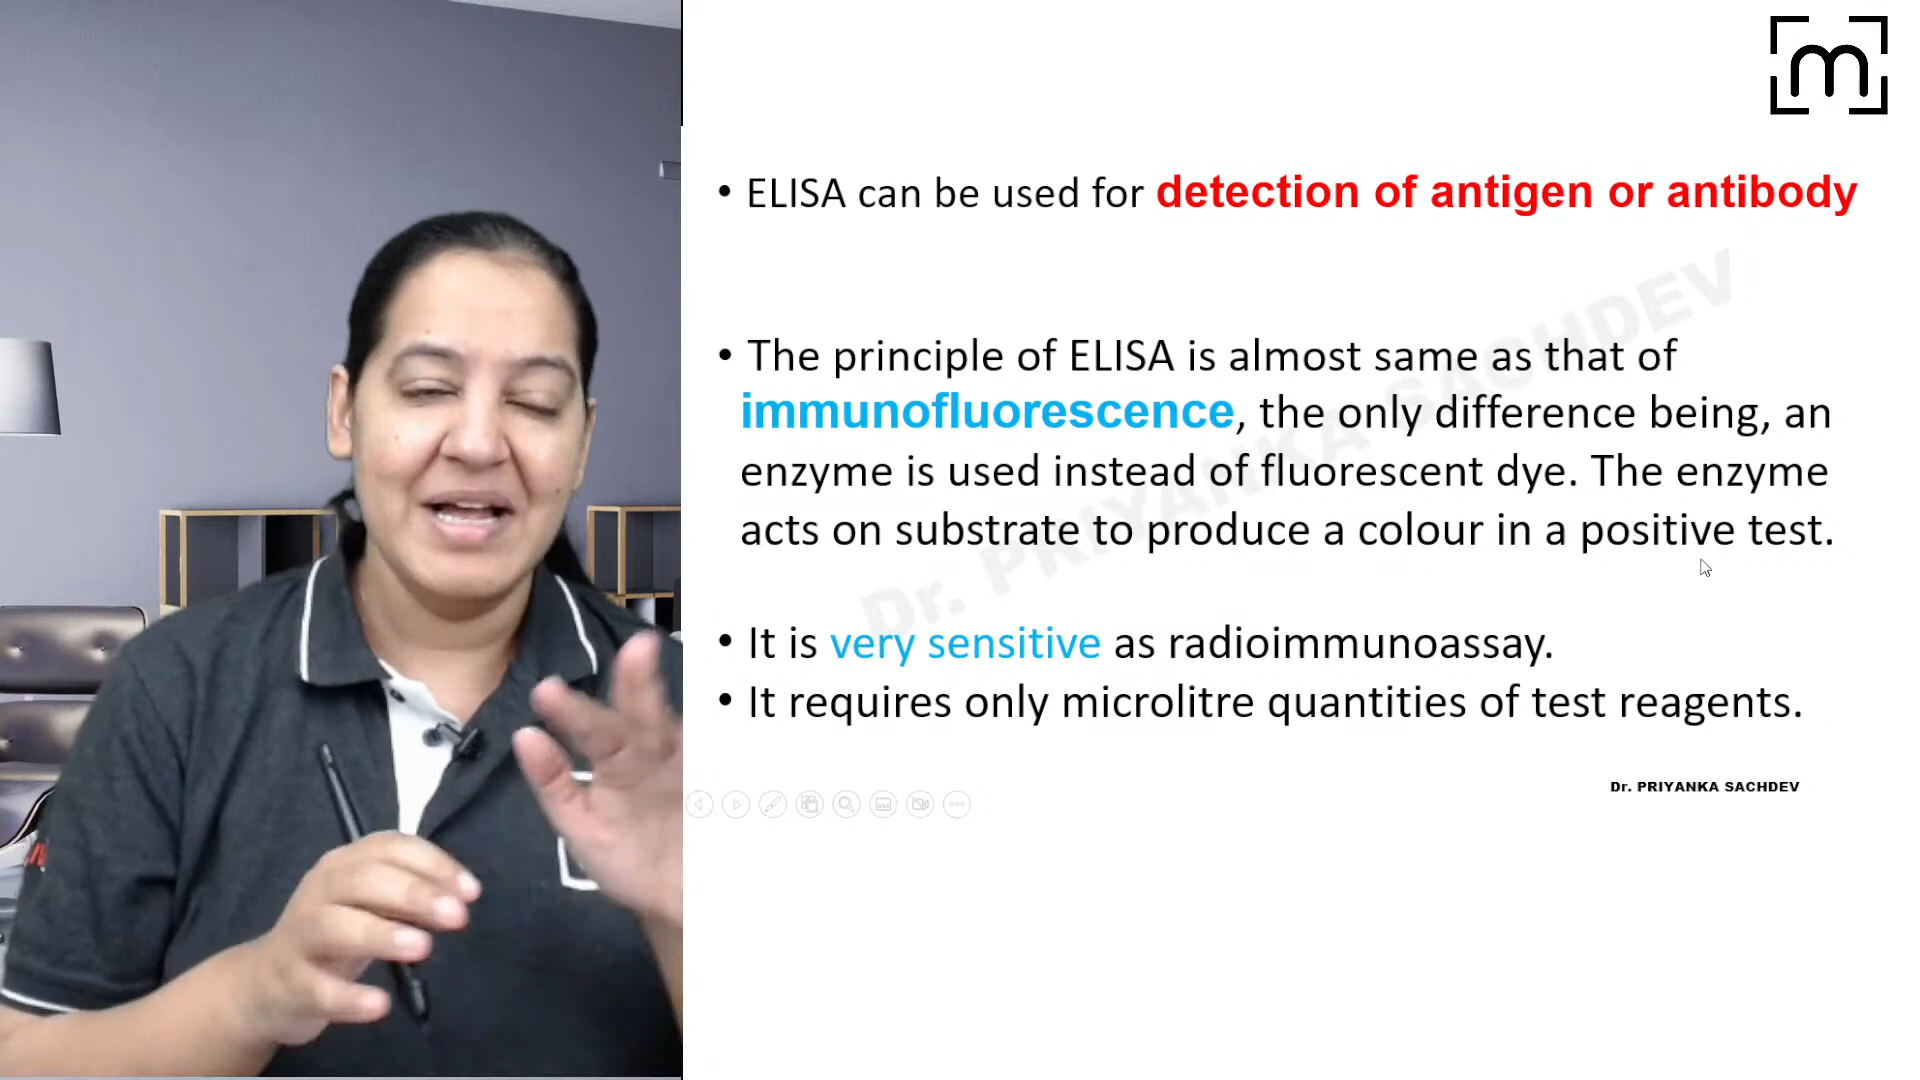 m
• ELISA can be used for detection of antigen or antibody
• The principle of ELISA is almost same as that of
immunofluorescence, the only difference being, an
enzyme is used instead of fluorescent dye. The enzyme
acts on substrate to produce a colour in a positive test.
• It is very sensitive as radioimmunoassay.
• It requires only microlitre quantities of test reagents.
Dr. PRIYANKA SACHDEV
Dr. PRIYANKA SACHDEV